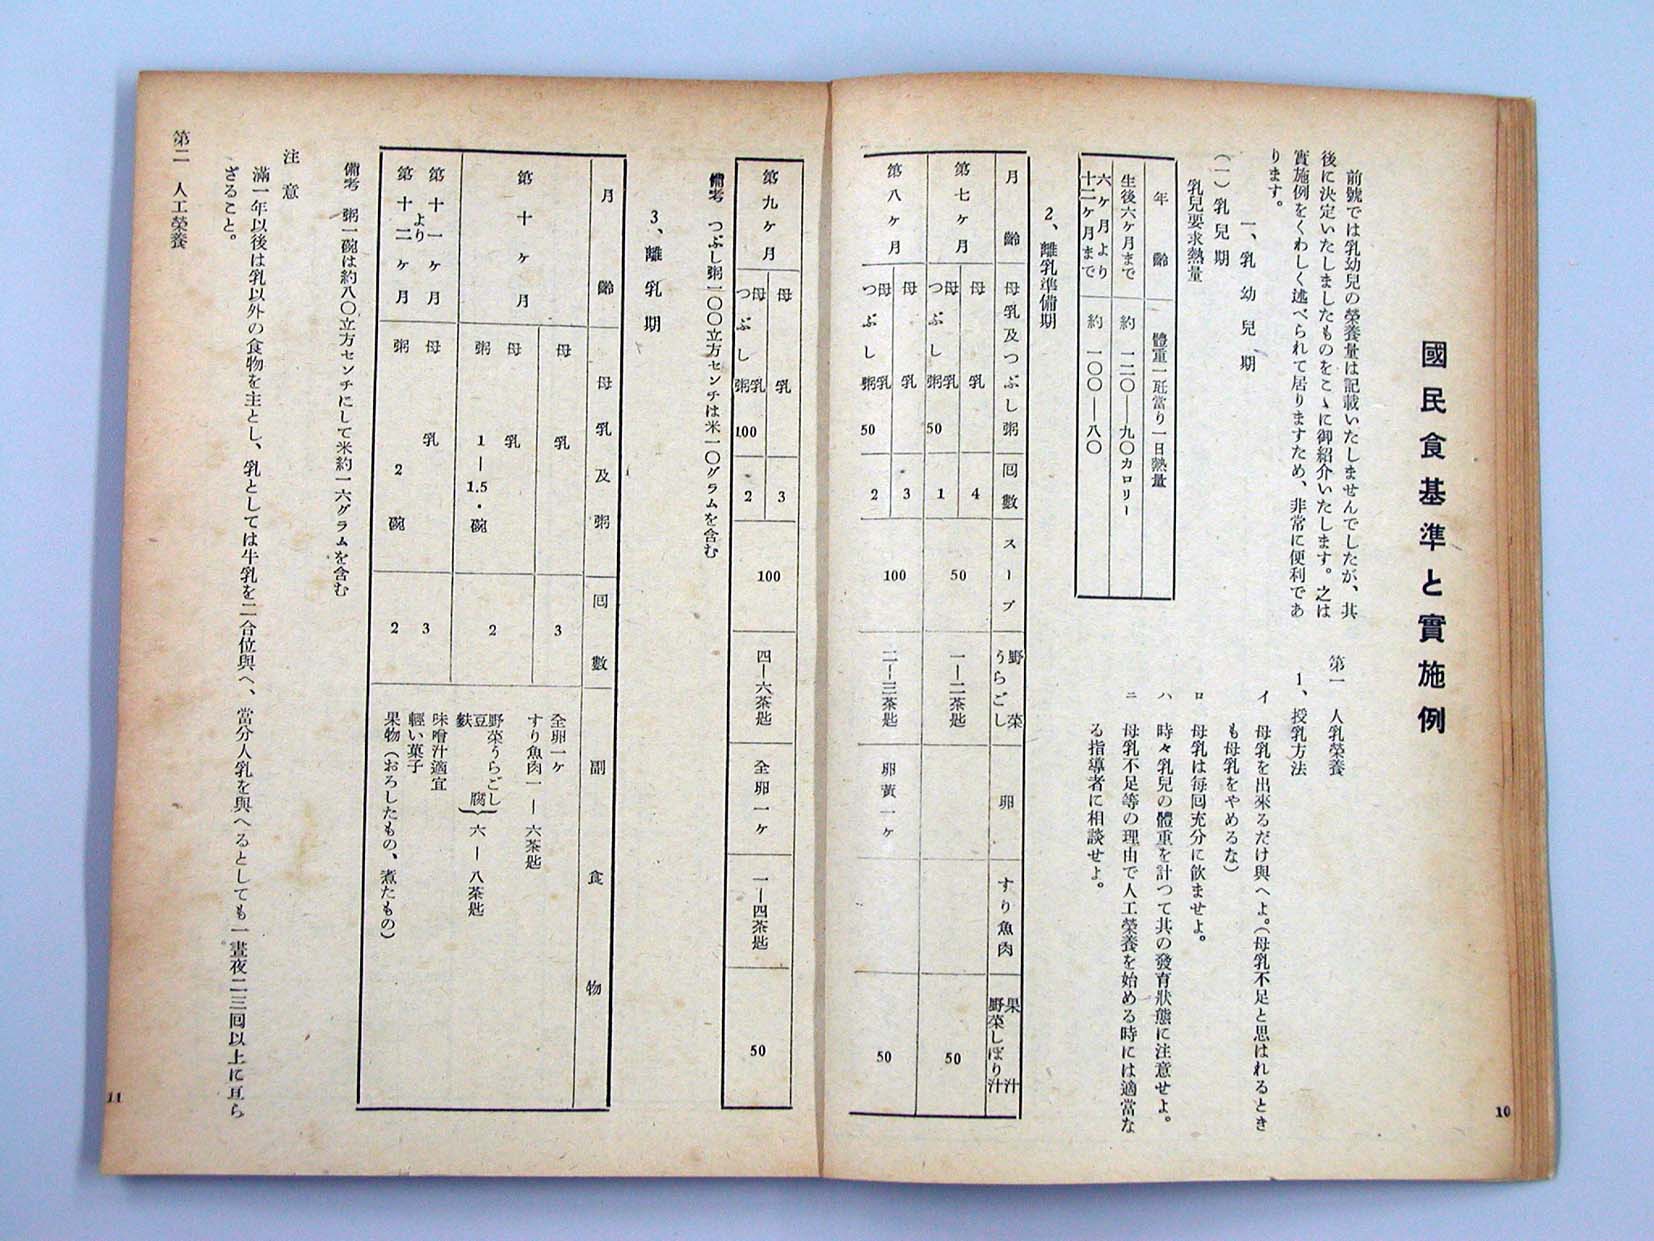 國民食基準と實施例
前號では乳幼兒の榮養量は記載いたしませんでしたが、其
後に決定いたしましたものをこゝに御紹介いたします。之は
實施例をくわしく述べられて居りますため、非常に便利であ
ります。
一、乳幼兒期
(一)乳兒期
乳兒要求熱量
年齡 體重一瓩當り一日熱量
生後六ケ月まで 約一二〇—九〇カロリー
六ケ月より十二ケ月まで 約一〇〇—八〇
第一 人乳榮養
1、授乳方法
イ 母乳を出來るだけ與へよ。(母乳不足と思はれるとき
も母乳をやめるな)
ロ 母乳は每回充分に飮ませよ。
ハ 時々乳兒の體重を計つて其の發育狀態に注意せよ。
ニ 母乳不足等の理由で人工榮養を始める時には適當な
る指導者に相談せよ。
2、離乳準備期
月齡 母乳及つぶし粥 回數 スープ 野菜うらごし 卵 すり魚肉 果汁野菜しぼり汁
第七ケ月 母乳 4 50 一—二茶匙 50
母乳つぶし粥 50 1
第八ケ月 母乳 3 100 二—三茶匙 卵黃一ケ 50
母乳つぶし粥 50 2
10
第九ケ月 母乳 3 100 四—六茶匙 全卵一ケ 一—四茶匙 50
母乳つぶし粥 100 2
備考 つぶし粥一〇〇立方センチは米一〇グラムを含む
3、離乳期
月齡 母乳及粥 回數 副食物
第十ケ月 母乳 3
母乳粥 1—1.5・碗 2
第十一ケ月より第十二ケ月 母乳 3
粥 2碗 2
全卵一ケ
すり魚肉一—六茶匙
野菜うらごし
豆腐 六—八茶匙
麩
味噌汁適宜
輕い菓子
果物(おろしたもの、煮たもの)
備考 粥一碗は約八〇立方センチにして米約一六グラムを含む
注意
滿一年以後は乳以外の食物を主とし、乳としては牛乳を二合位與へ、當分人乳を與へるとしても一晝夜二三回以上に亘ら
ざること。
第二 人工榮養
11